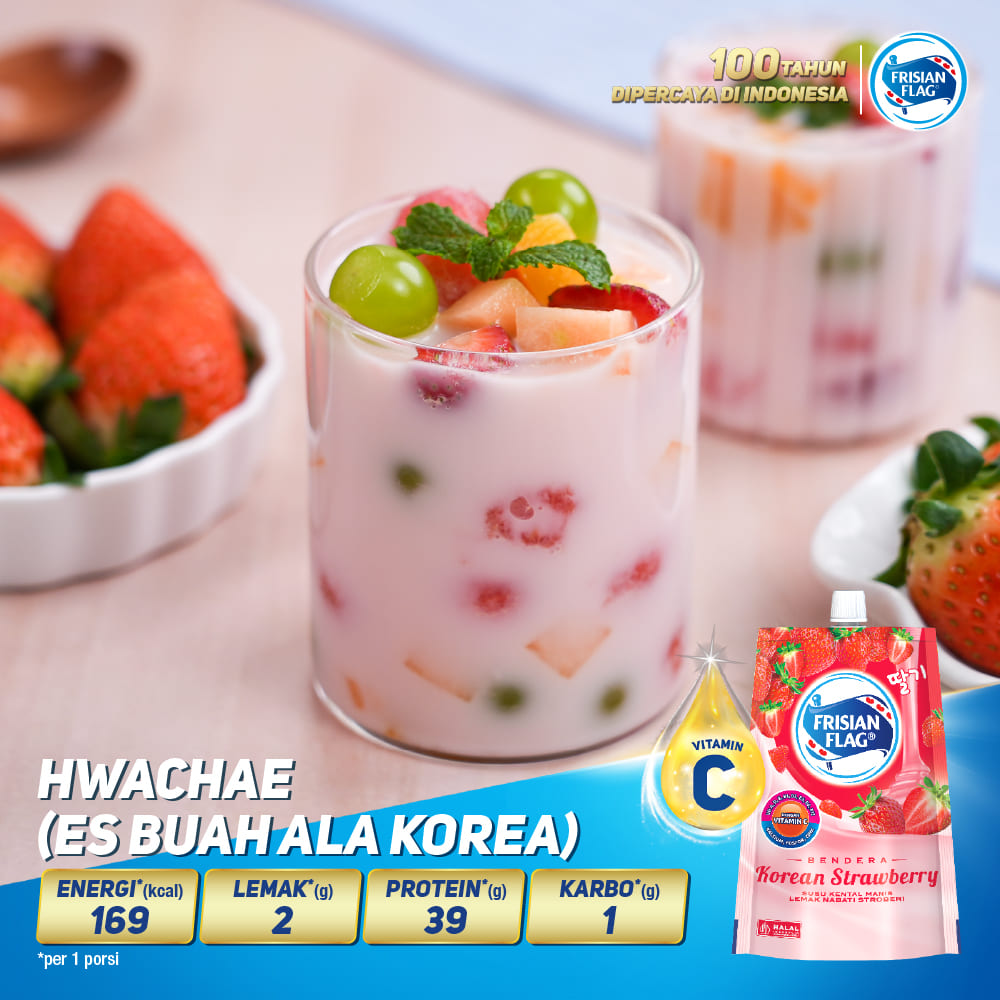 100 TAHUN
DIPERCAYA DI INDONESIA
FRISIAN
FLAG®
HWACHAE
(ES BUAH ALA KOREA)
ENERGI*(kcal)
169
LEMAK*(g)
2
PROTEIN*(g)
39
KARBO*(g)
1
*per 1 porsi
VITAMIN
C
딸기
FRISIAN
FLAG®
VITAMIN C
BENDERA
Korean Strawberry
SUSU KENTAL MANIS
LEMAK NABATI STROBERI
HALAL